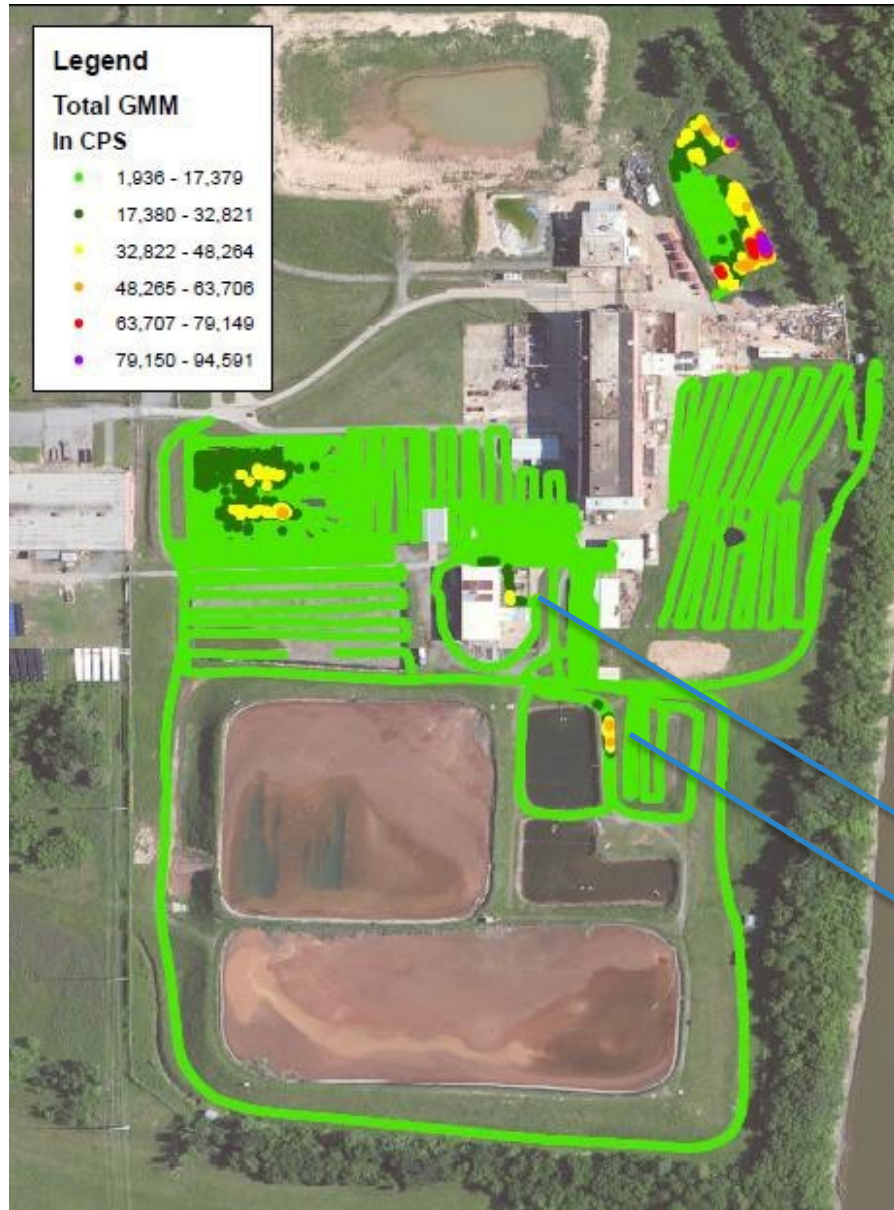 Legend
Total GMM
In CPS
1,936 - 17,379
17,380 - 32,821
32,822 - 48,264
48,265 - 63,706
63,707 - 79,149
79,150 - 94,591